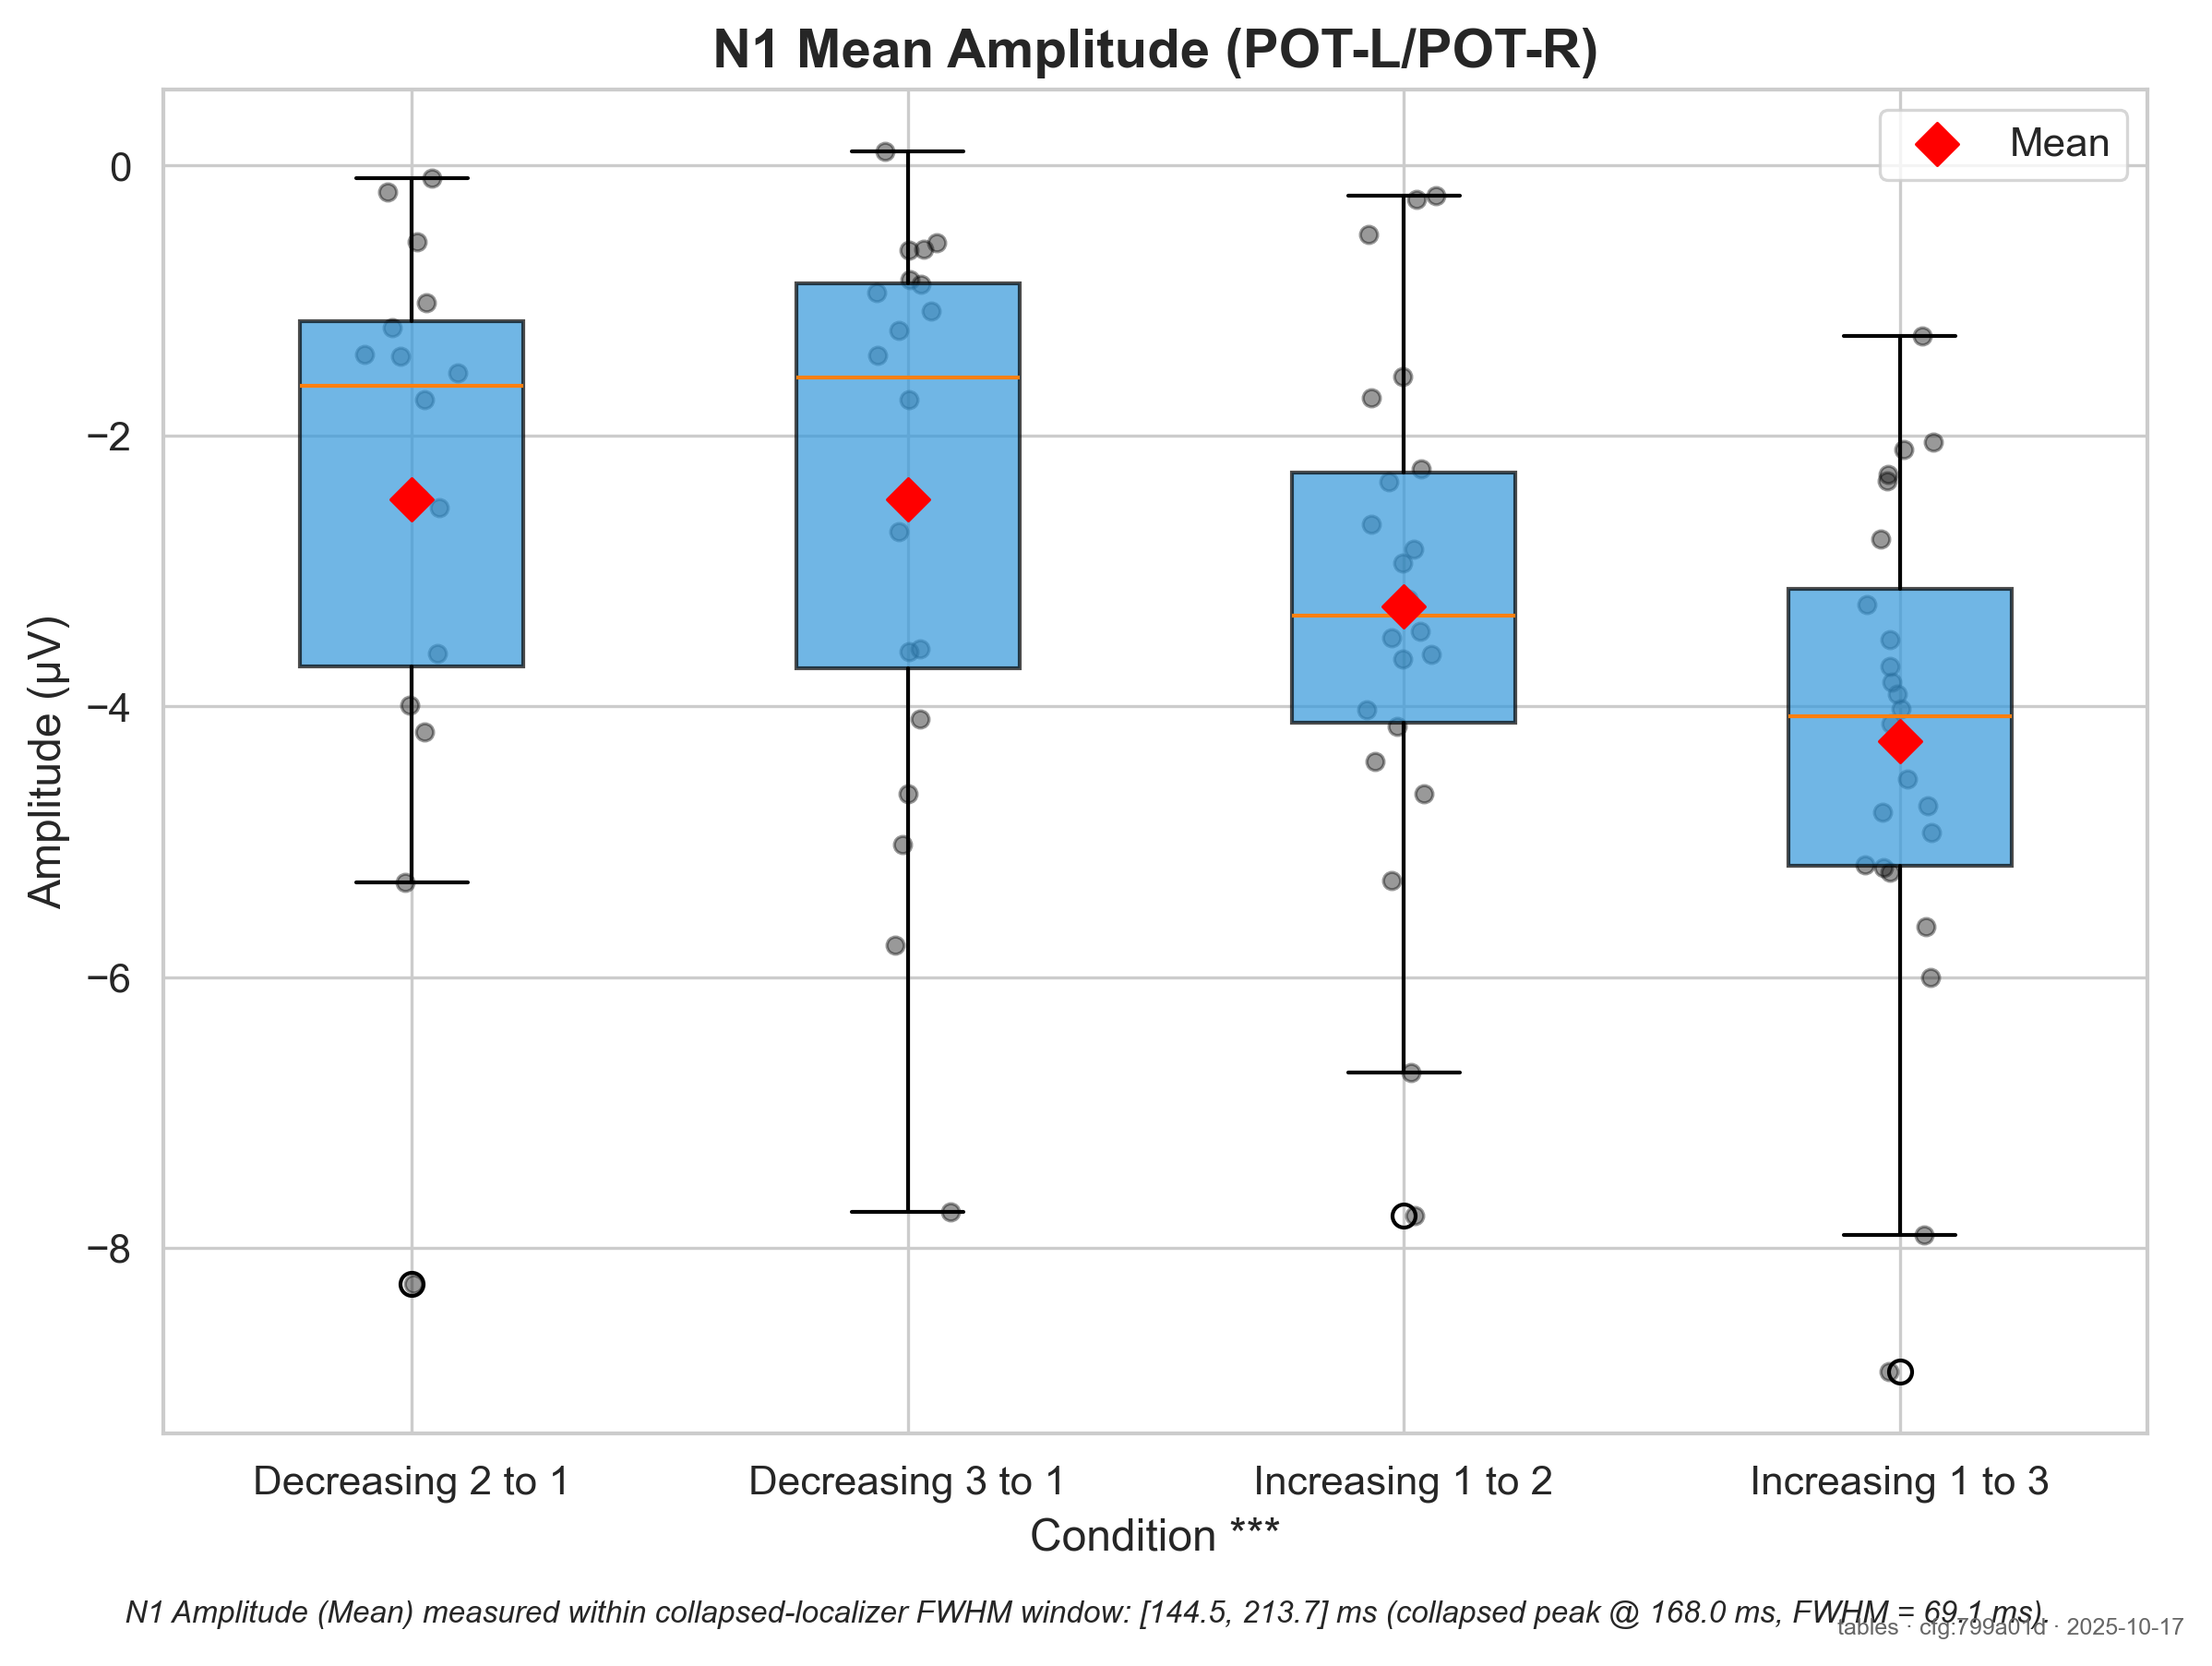 N1 Mean Amplitude (POT-L/POT-R)
Mean
0
−2
−4
−6
−8
Amplitude (µV)
Decreasing 2 to 1
Decreasing 3 to 1
Increasing 1 to 2
Increasing 1 to 3
Condition ***
N1 Amplitude (Mean) measured within collapsed-localizer FWHM window: [144.5, 213.7] ms (collapsed peak @ 168.0 ms, FWHM = 69.1 ms).
tables · cfg:799a01d · 2025-10-17